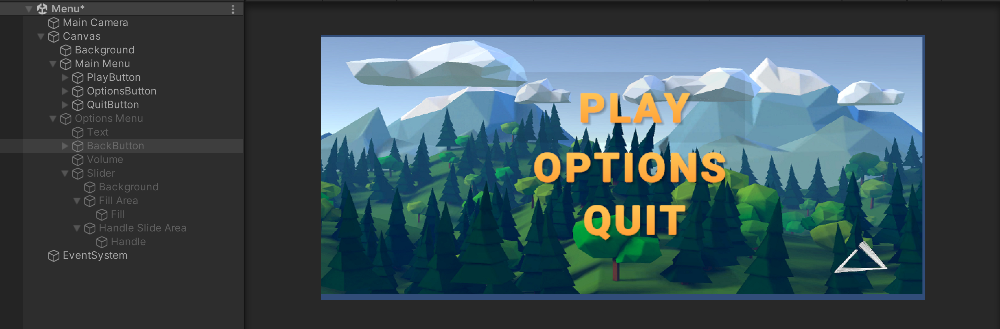 Menu*
Main Camera
Canvas
Background
Main Menu
PlayButton
OptionsButton
QuitButton
Options Menu
Text
BackButton
Volume
Slider
Background
Fill Area
Fill
Handle Slide Area
Handle
EventSystem
PLAY
OPTIONS
QUIT